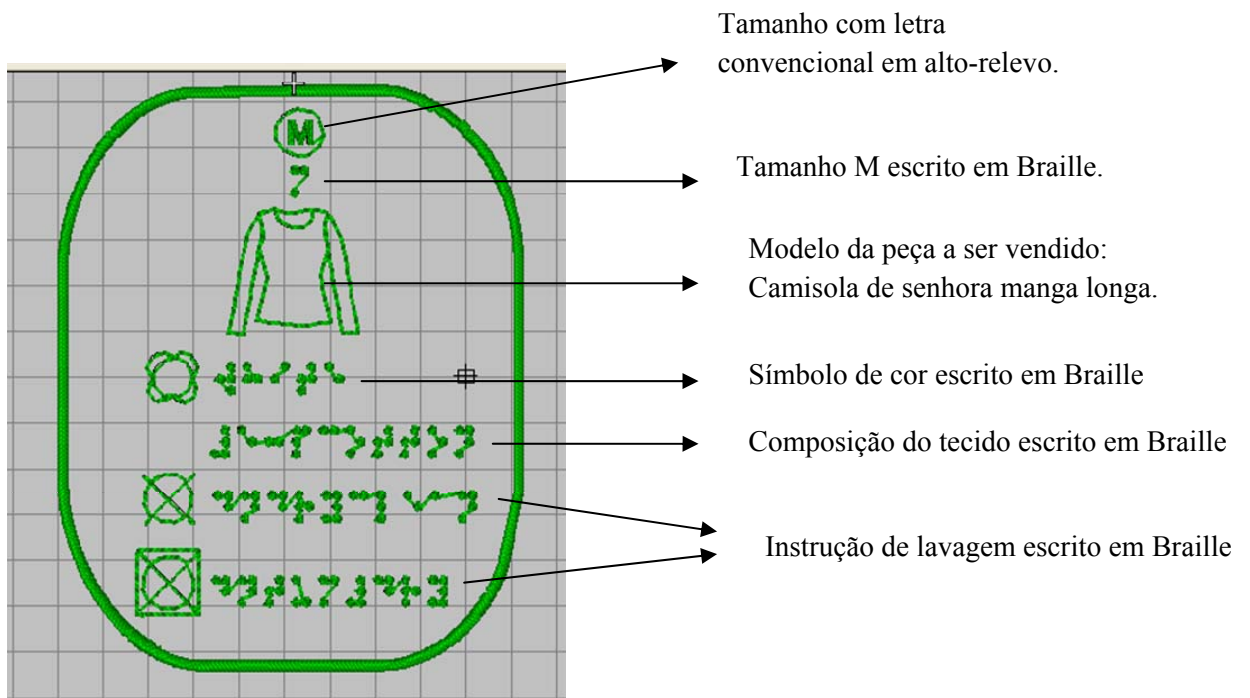 Tamanho com letra
convencional em alto-relevo.
M
Tamanho M escrito em Braille.
Modelo da peça a ser vendido:
Camisola de senhora manga longa.
Símbolo de cor escrito em Braille
Composição do tecido escrito em Braille
Instrução de lavagem escrito em Braille